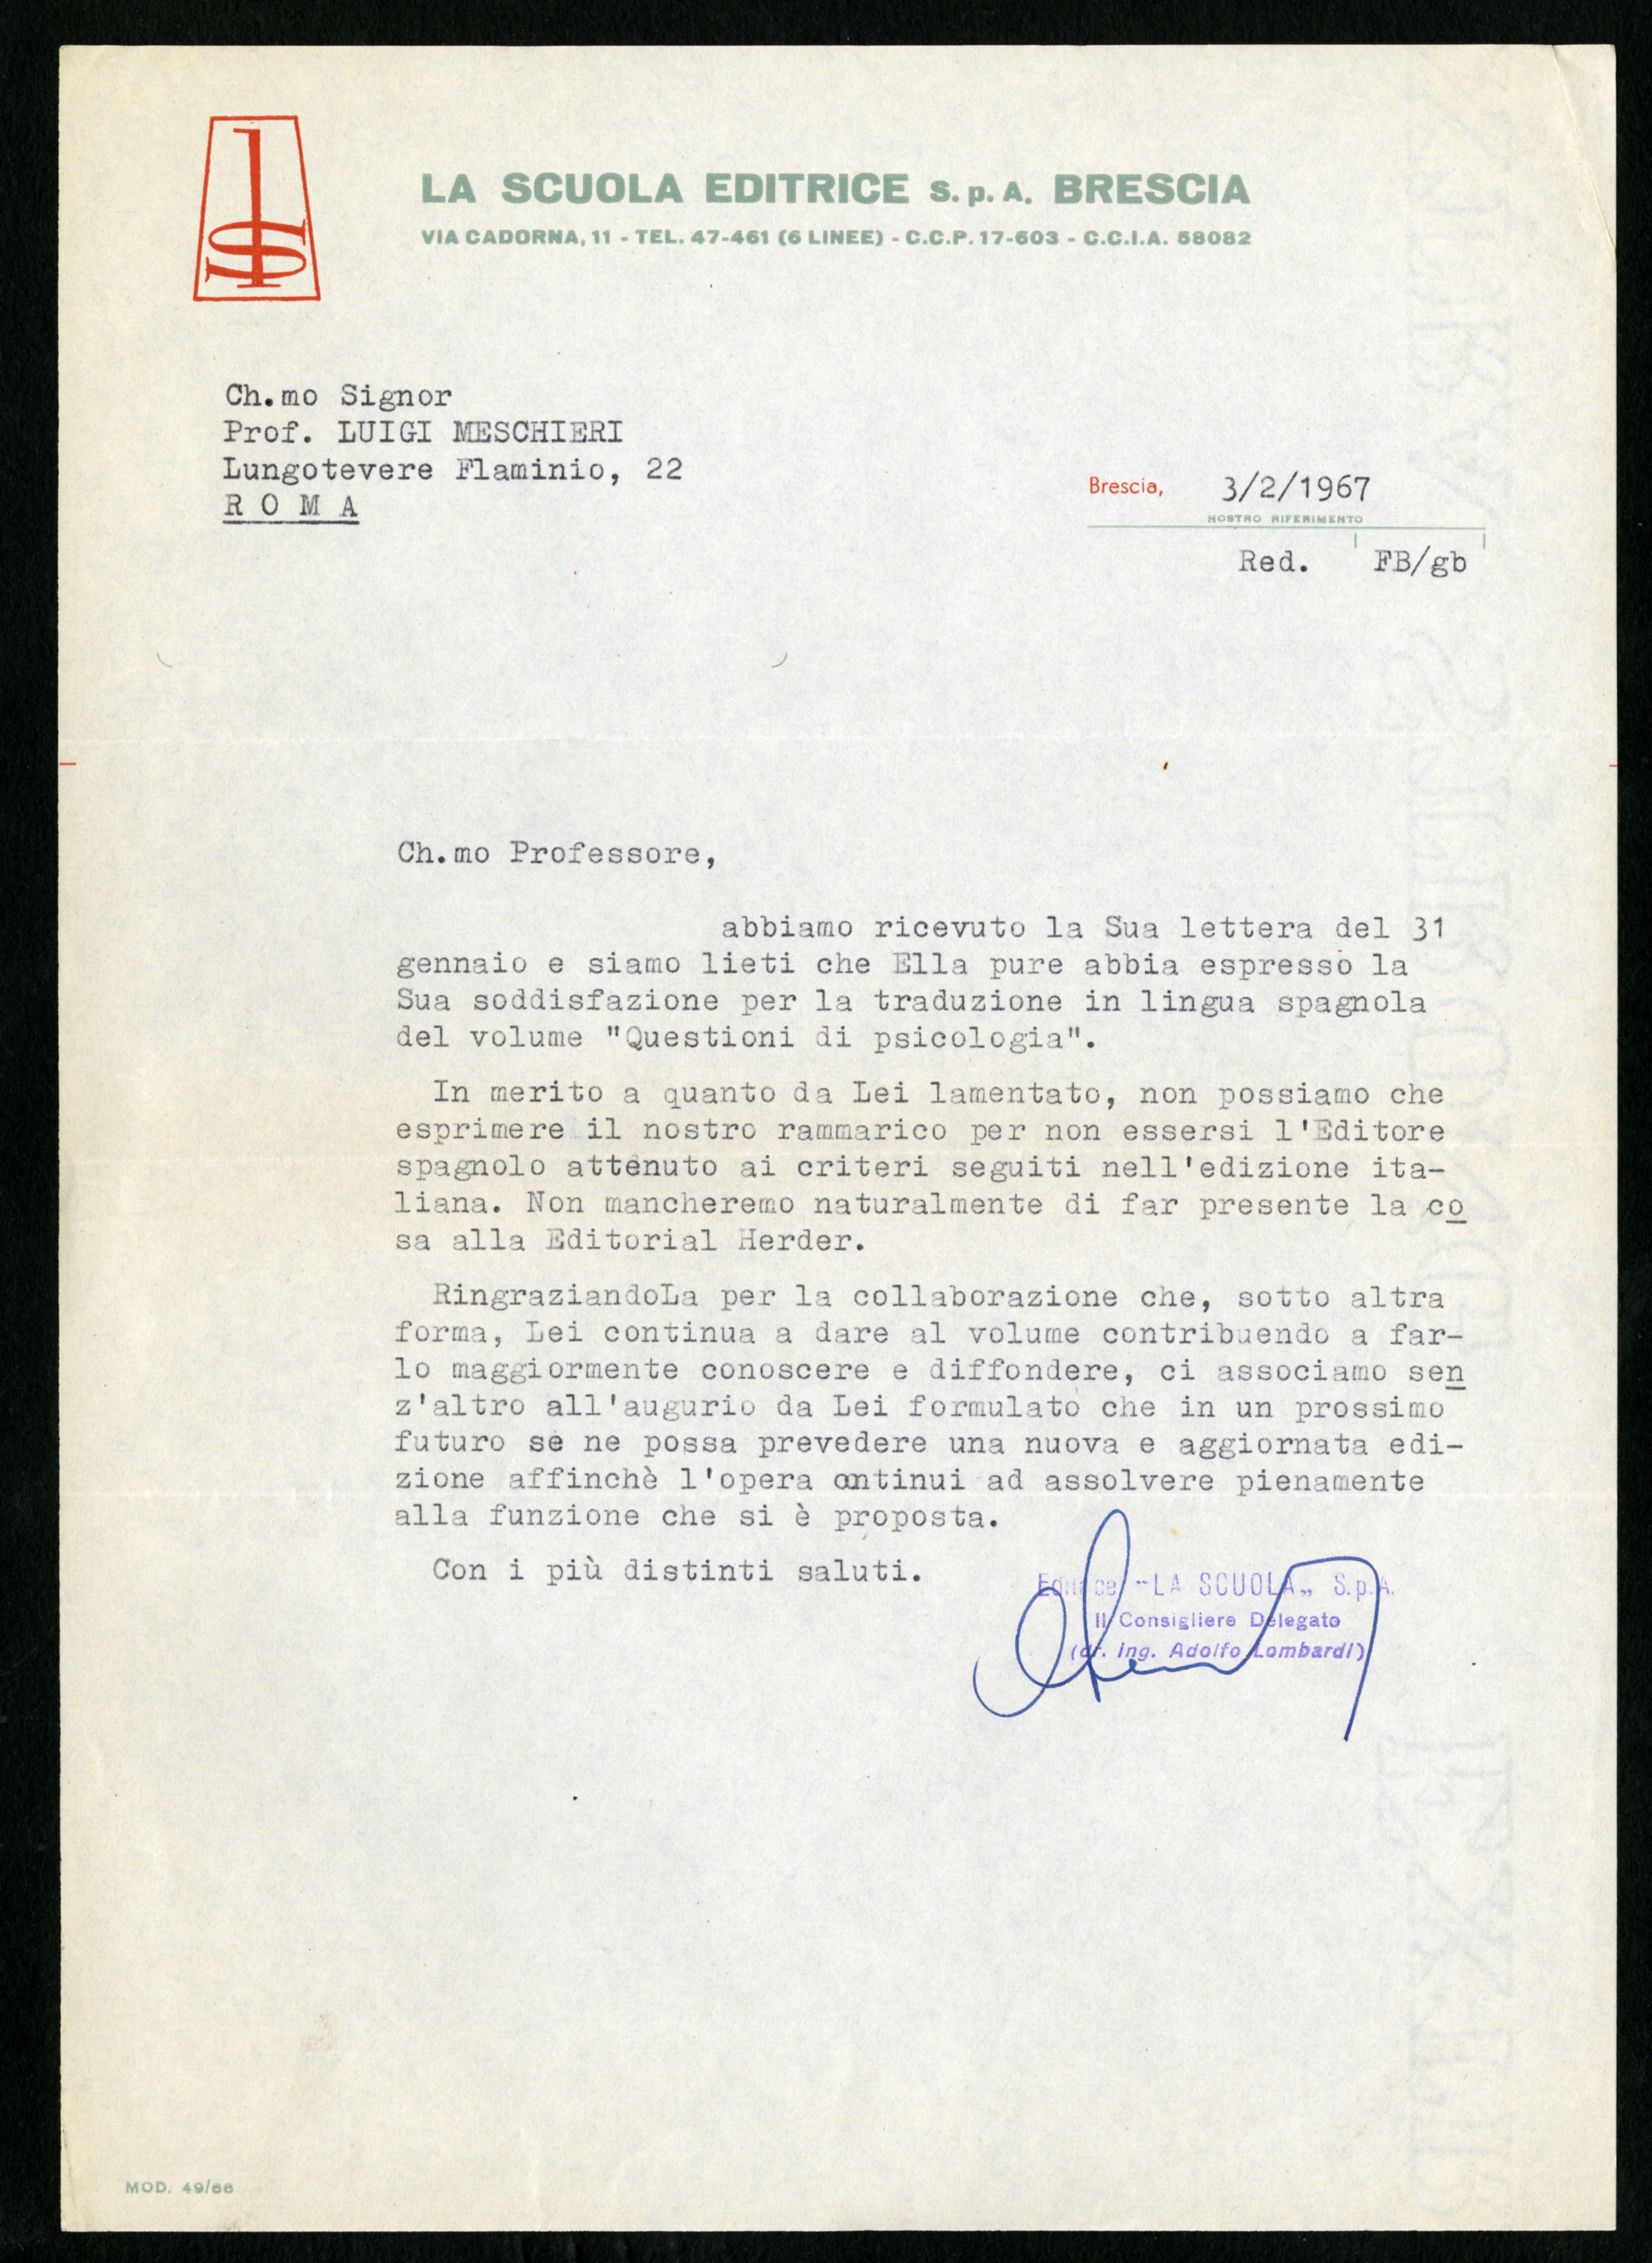 lS
LA SCUOLA EDITRICE S.p.A. BRESCIA
VIA CADORNA, 11 - TEL. 47-461 (6 LINEE) - C.C.P. 17-603 - C.C.I.A. 58082
Ch.mo Signor
Prof. LUIGI MESCHIERI
Lungotevere Flaminio, 22
R O M A
Brescia, 3/2/1967
NOSTRO RIFERIMENTO
Red. FB/gb
Ch.mo Professore,
abbiamo ricevuto la Sua lettera del 31
gennaio e siamo lieti che Ella pure abbia espresso la
Sua soddisfazione per la traduzione in lingua spagnola
del volume "Questioni di psicologia".
In merito a quanto da Lei lamentato, non possiamo che
esprimere il nostro rammarico per non essersi l'Editore
spagnolo attenuto ai criteri seguiti nell'edizione ita-
liana. Non mancheremo naturalmente di far presente la co
sa alla Editorial Herder.
RingraziandoLa per la collaborazione che, sotto altra
forma, Lei continua a dare al volume contribuendo a far-
lo maggiormente conoscere e diffondere, ci associamo sen
z'altro all'augurio da Lei formulato che in un prossimo
futuro se ne possa prevedere una nuova e aggiornata edi-
zione affinchè l'opera ontinui ad assolvere pienamente
alla funzione che si è proposta.
Con i più distinti saluti.
Editrice "LA SCUOLA„ S.p.A.
Il Consigliere Delegato
(dr. ing. Adolfo Lombardi)
MOD. 49/66